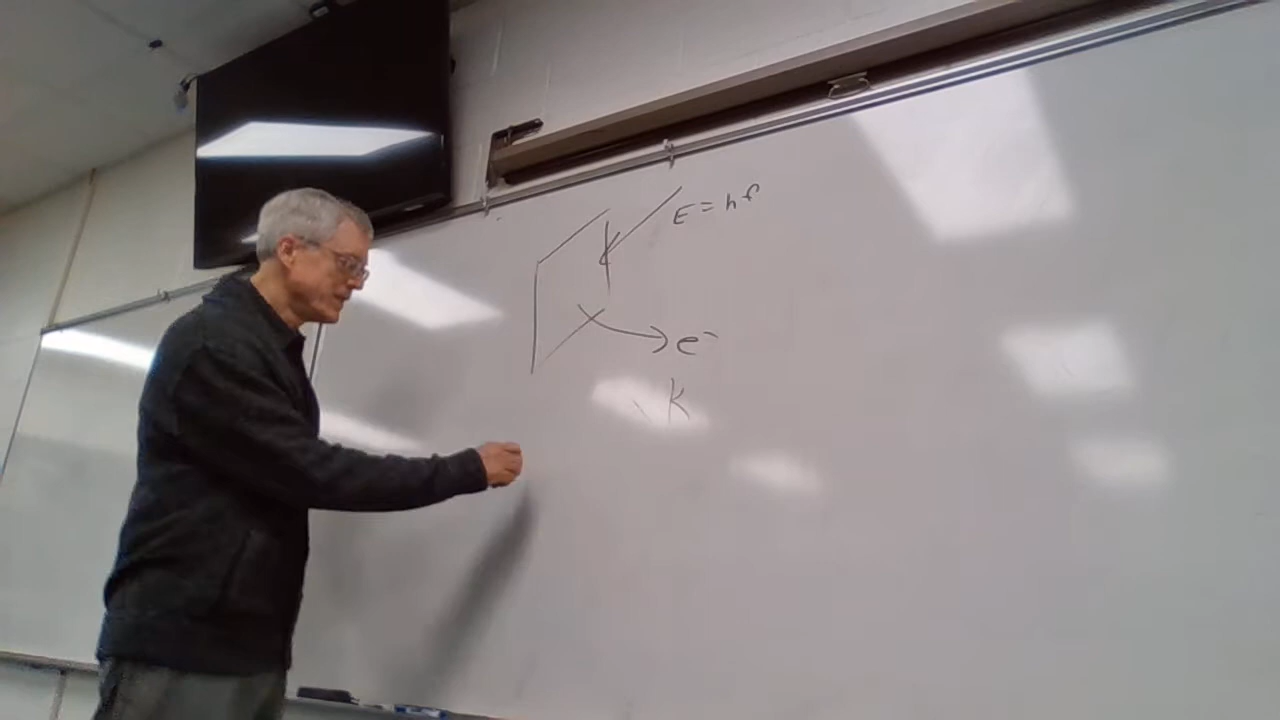 E = hf
e⁻
K